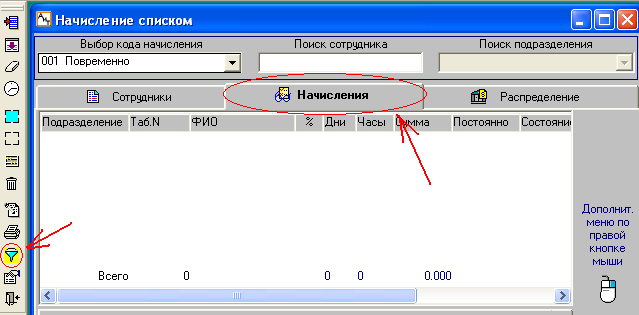 Начисление списком
Выбор кода начисления
Поиск сотрудника
Поиск подразделения
001 Повременно
Сотрудники
Начисления
Распределение
Подразделение Таб.N ФИО % Дни Часы Сумма Постоянно Состояние
Дополнит.
меню по
правой
кнопке
мыши
Всего 0 0 0 0.000